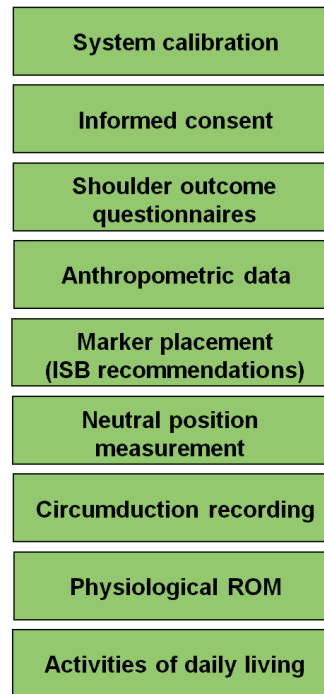 System calibration
Informed consent
Shoulder outcome
questionnaires
Anthropometric data
Marker placement
(ISB recommendations)
Neutral position
measurement
Circumduction recording
Physiological ROM
Activities of daily living